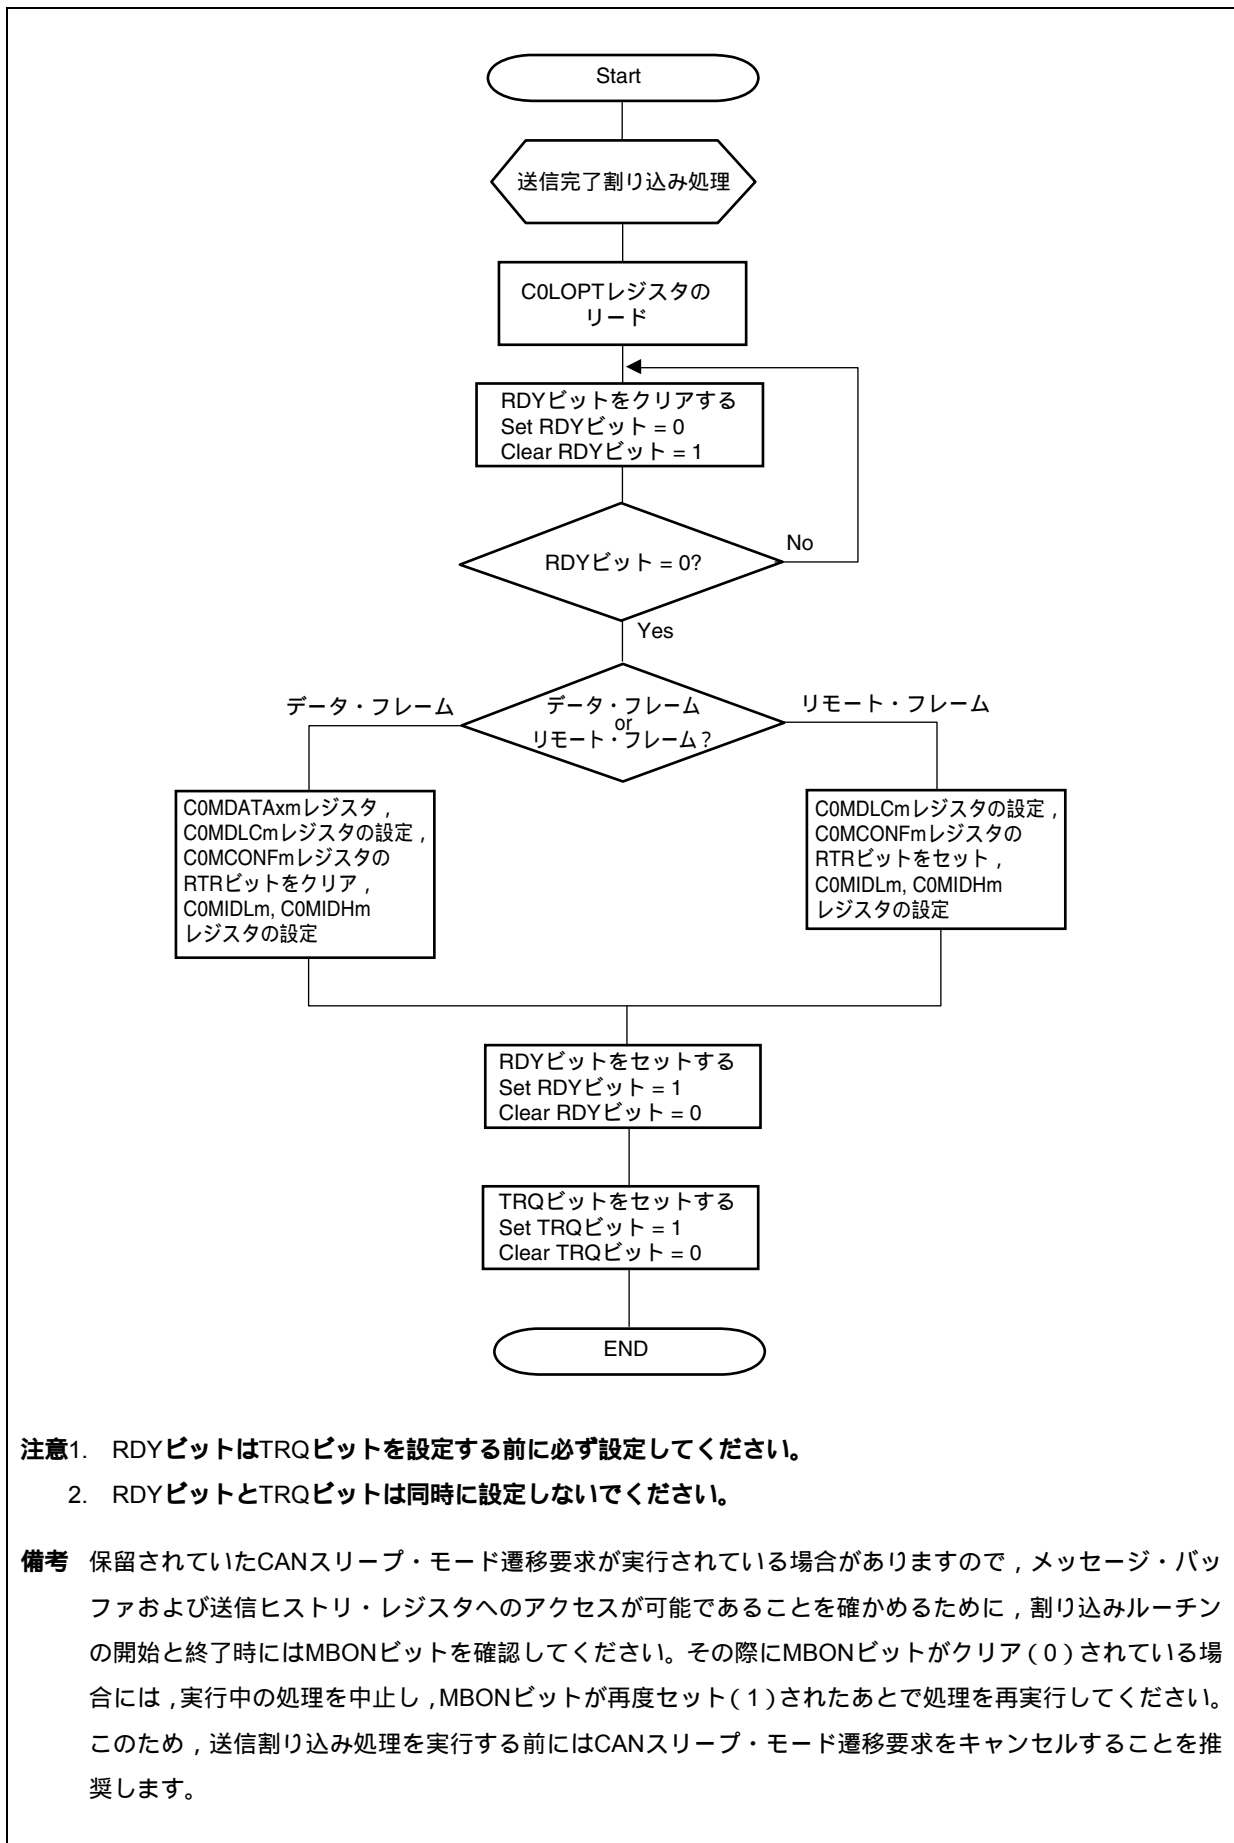 Start
送信完了割り込み処理
C0LOPTレジスタの
リード
RDYビットをクリアする
Set RDYビット = 0
Clear RDYビット = 1
RDYビット = 0?
No
Yes
データ・フレーム
データ・フレーム
or
リモート・フレーム？
リモート・フレーム
C0MDATAxmレジスタ，
C0MDLCmレジスタの設定，
C0MCONFmレジスタの
RTRビットをクリア，
C0MIDLm, C0MIDHm
レジスタの設定
C0MDLCmレジスタの設定，
C0MCONFmレジスタの
RTRビットをセット，
C0MIDLm, C0MIDHm
レジスタの設定
RDYビットをセットする
Set RDYビット = 1
Clear RDYビット = 0
TRQビットをセットする
Set TRQビット = 1
Clear TRQビット = 0
END
注意1. RDYビットはTRQビットを設定する前に必ず設定してください。
2. RDYビットとTRQビットは同時に設定しないでください。
備考 保留されていたCANスリープ・モード遷移要求が実行されている場合がありますので，メッセージ・バッ
ファおよび送信ヒストリ・レジスタへのアクセスが可能であることを確かめるために，割り込みルーチン
の開始と終了時にはMBONビットを確認してください。その際にMBONビットがクリア（0）されている場
合には，実行中の処理を中止し，MBONビットが再度セット（1）されたあとで処理を再実行してください。
このため，送信割り込み処理を実行する前にはCANスリープ・モード遷移要求をキャンセルすることを推
奨します。